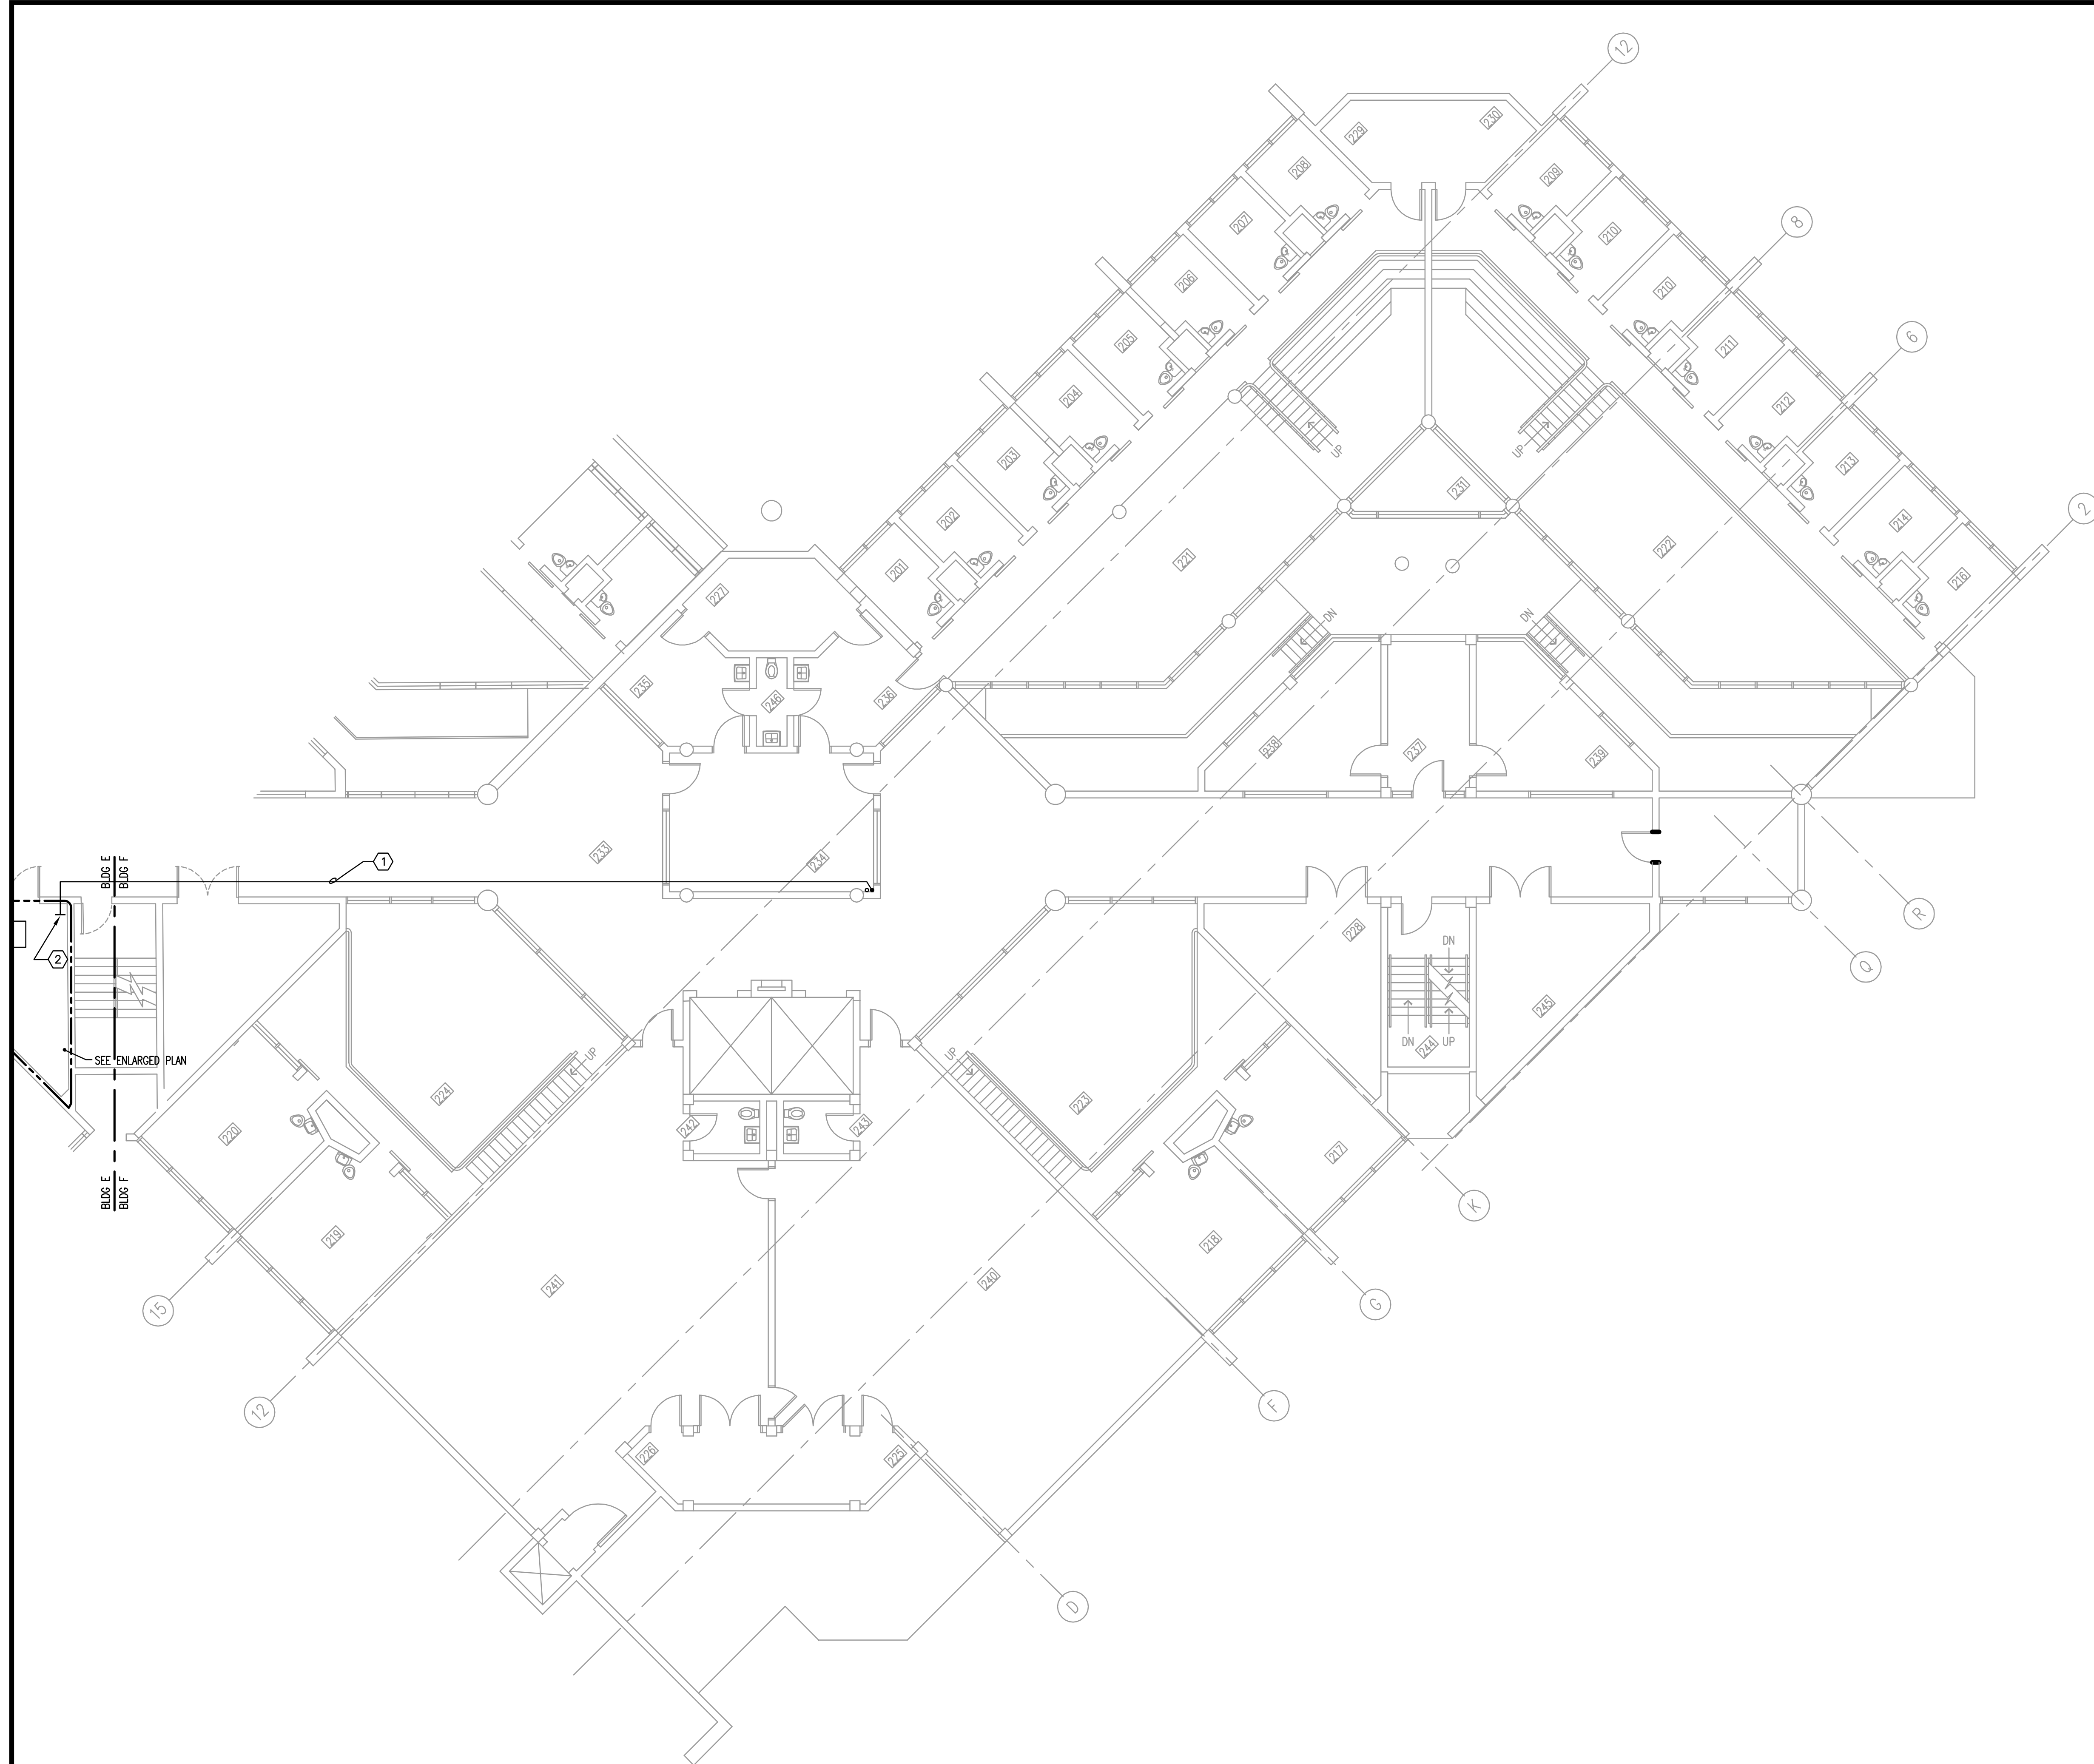 12
229
230
208
209
207
210
8
206
210
205
211
6
204
212
UP
UP
203
213
231
2
202
214
222
221
201
216
227
DN
DN
235
236
246
238
237
239
BLDG E
BLDG F
1
233
234
R
228
2
DN
Q
245
SEE ENLARGED PLAN
UP
UP
DN
UP
244
224
223
220
242
243
217
BLDG E
BLDG F
K
219
218
241
240
15
G
12
F
226
225
D